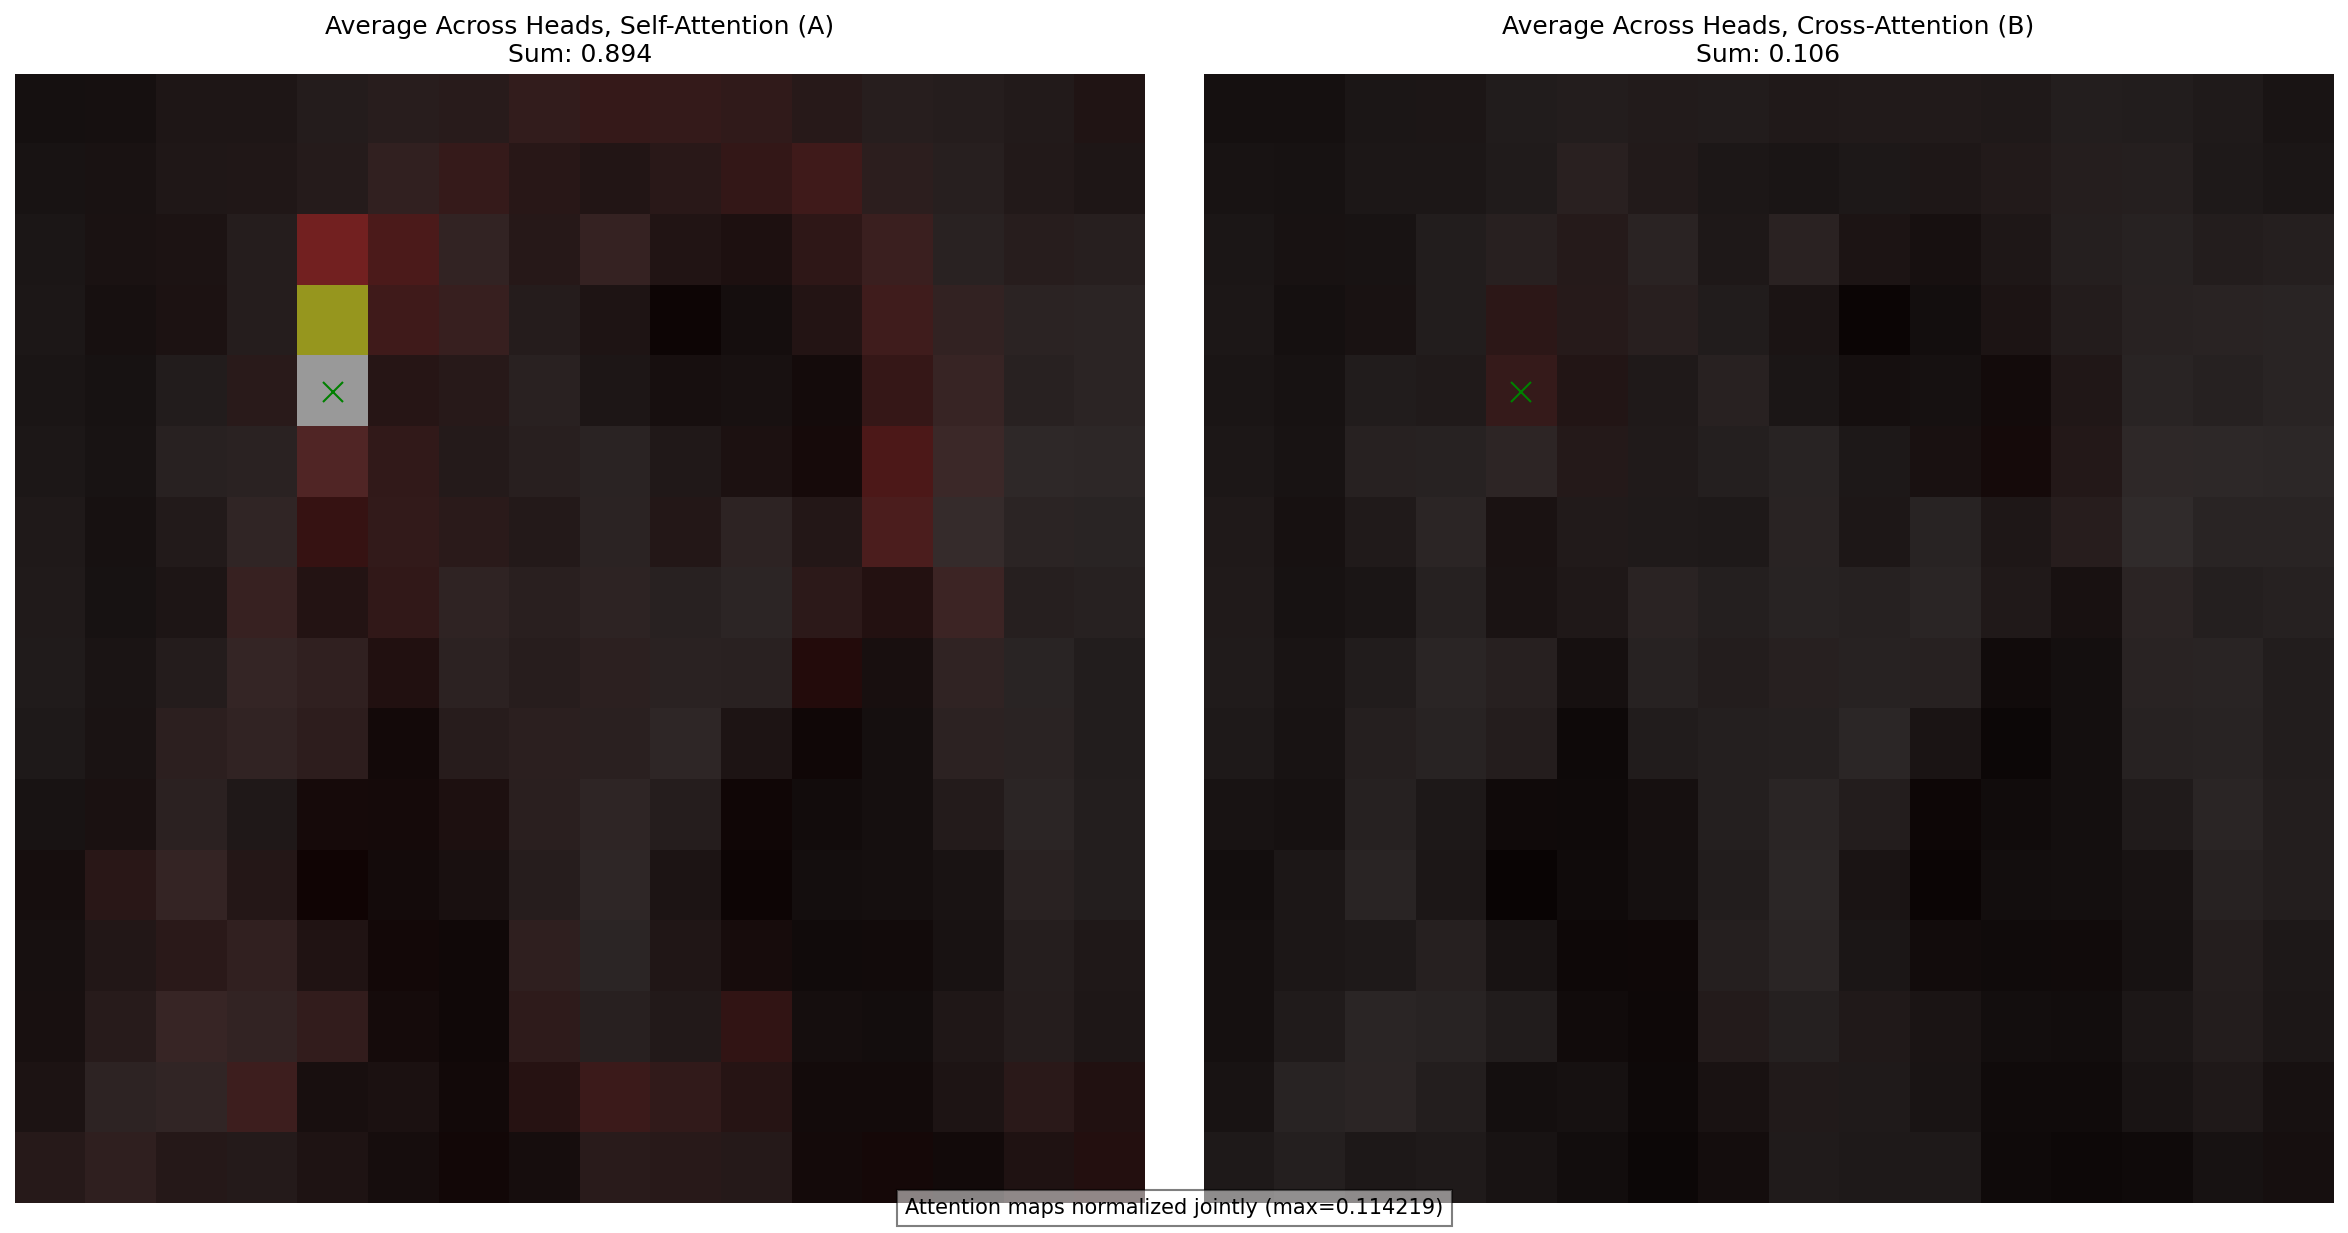 Average Across Heads, Self-Attention (A)
Sum: 0.894
Average Across Heads, Cross-Attention (B)
Sum: 0.106
Attention maps normalized jointly (max=0.114219)